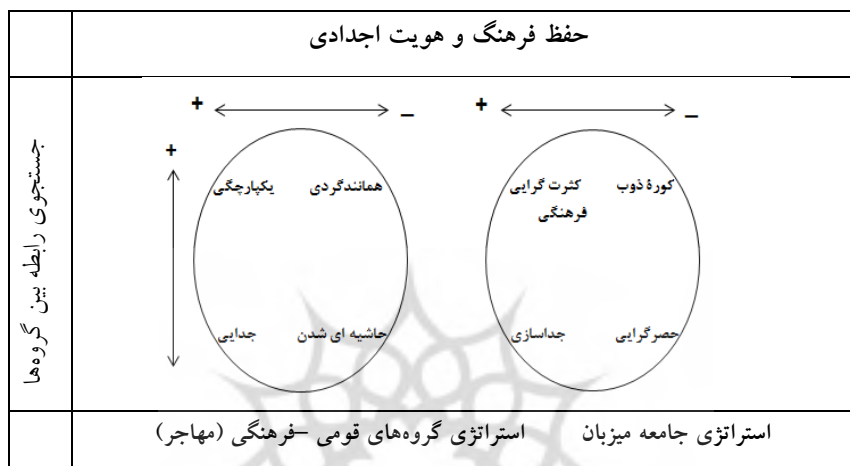 حفظ فرهنگ و هویت اجدادی
جستجوی رابطه بین گروه‌ها
+ –
+ –
+
کورۀ ذوب کثرت گرایی
فرهنگی
حصرگرایی جداسازی
همانندگردی یکپارچگی
حاشیه ای شدن جدایی
استراتژی جامعه میزبان استراتژی گروه‌های قومی –فرهنگی (مهاجر)